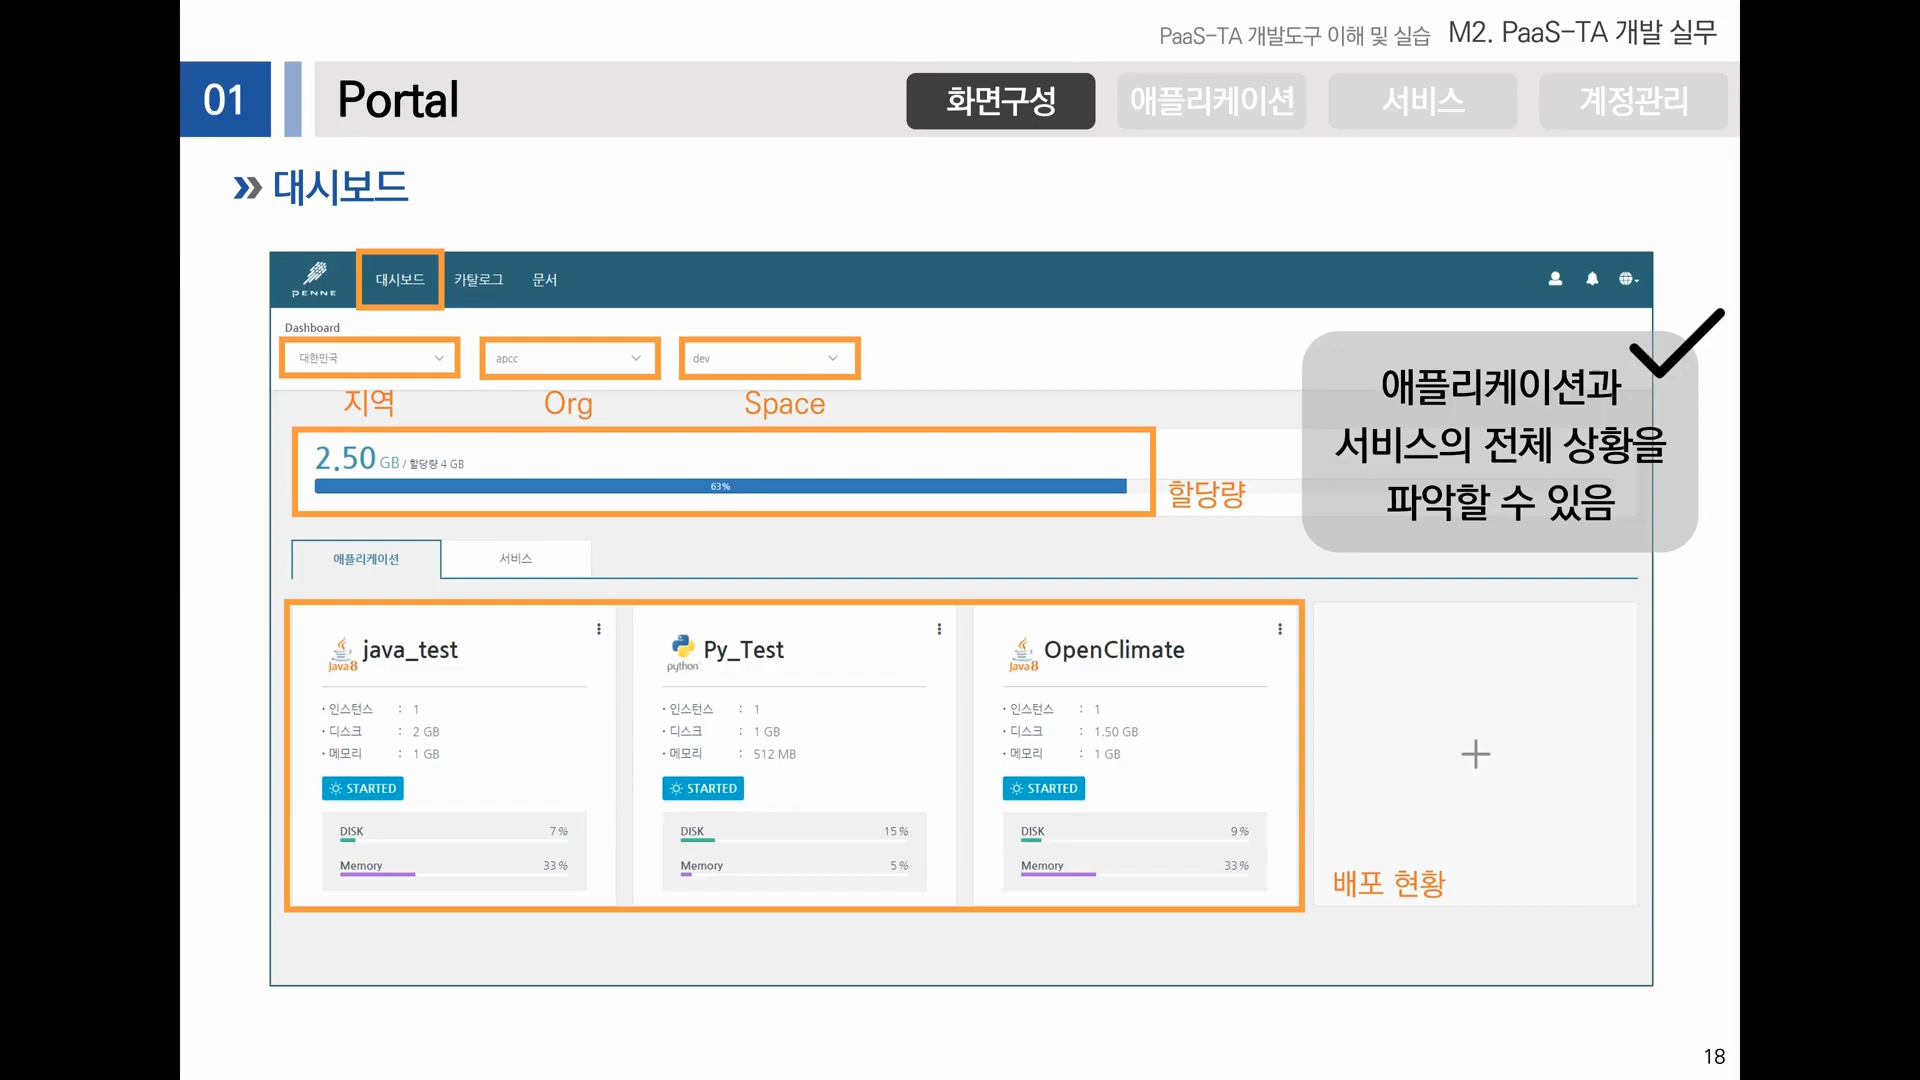 PaaS-TA 개발도구 이해 및 실습 M2. PaaS-TA 개발 실무
01 Portal 화면구성 애플리케이션 서비스 계정관리
대시보드
PENNE 대시보드 카탈로그 문서
Dashboard
대한민국 apcc dev
지역 Org Space
애플리케이션과
서비스의 전체 상황을
파악할 수 있음
2.50 GB / 할당량 4 GB
63%
할당량
애플리케이션 서비스
Java8 java_test
· 인스턴스 : 1
· 디스크 : 2 GB
· 메모리 : 1 GB
STARTED
DISK 7 %
Memory 33 %
python Py_Test
· 인스턴스 : 1
· 디스크 : 1 GB
· 메모리 : 512 MB
STARTED
DISK 15 %
Memory 5 %
Java8 OpenClimate
· 인스턴스 : 1
· 디스크 : 1.50 GB
· 메모리 : 1 GB
STARTED
DISK 9 %
Memory 33 %
배포 현황
18